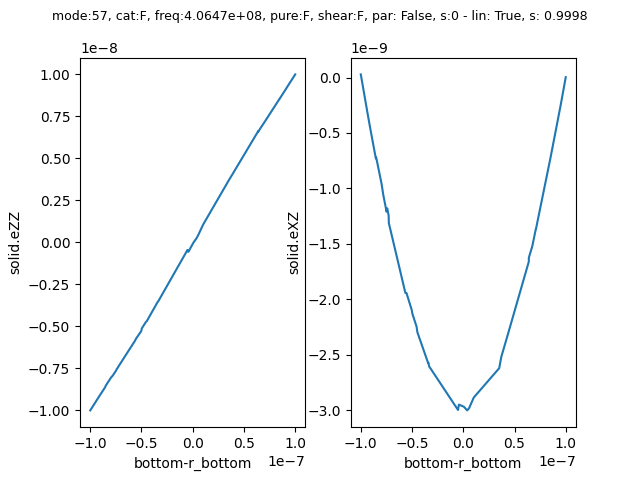 mode:57, cat:F, freq:4.0647e+08, pure:F, shear:F, par: False, s:0 - lin: True, s: 0.9998
1e−8
1.00
0.75
0.50
0.25
0.00
−0.25
−0.50
−0.75
−1.00
solid.eZZ
−1.0
−0.5
0.0
0.5
1.0
bottom-r_bottom
1e−7
1e−9
0.0
−0.5
−1.0
−1.5
−2.0
−2.5
−3.0
solid.eXZ
−1.0
−0.5
0.0
0.5
1.0
bottom-r_bottom
1e−7